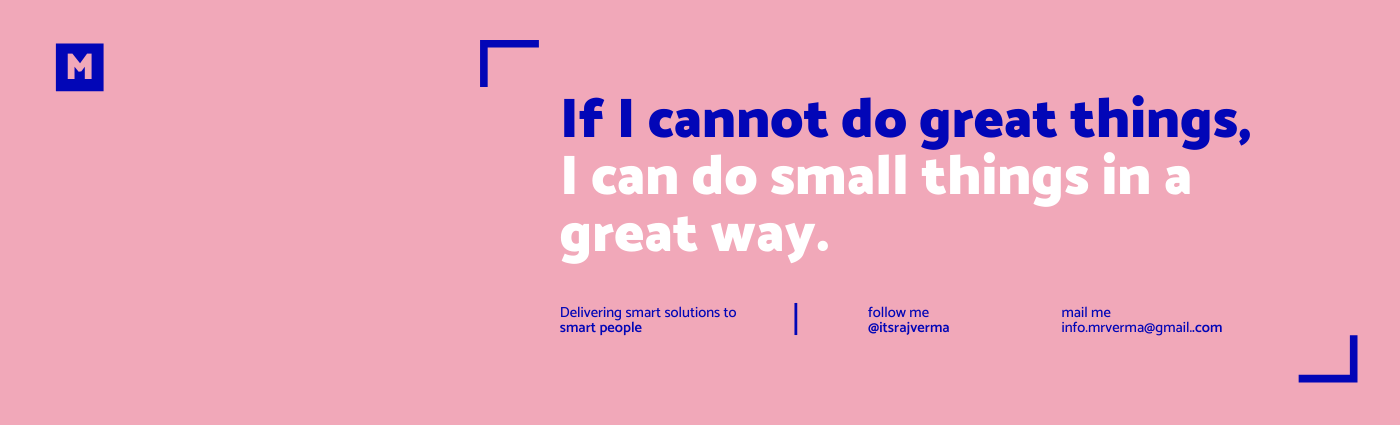 M
If I cannot do great things,
I can do small things in a
great way.
Delivering smart solutions to
smart people
follow me
@itsrajverma
mail me
info.mrverma@gmail..com